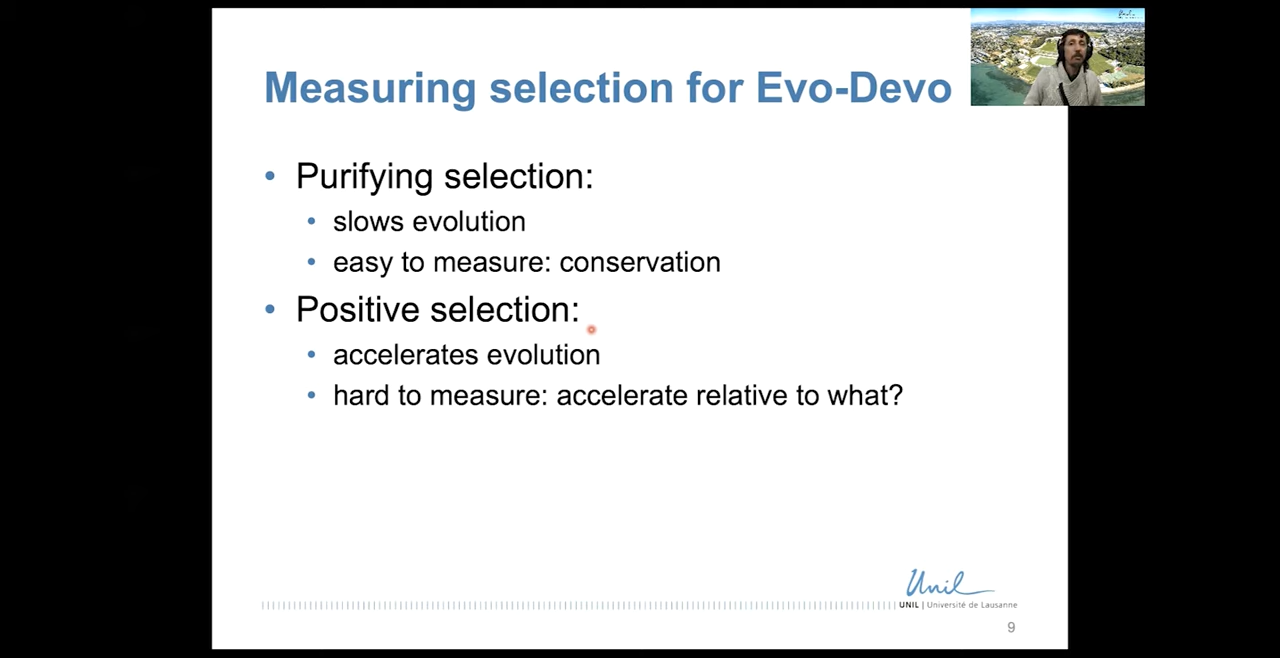 Measuring selection for Evo-Devo
• Purifying selection:
• slows evolution
• easy to measure: conservation
• Positive selection:
• accelerates evolution
• hard to measure: accelerate relative to what?
Unil
UNIL | Université de Lausanne
9